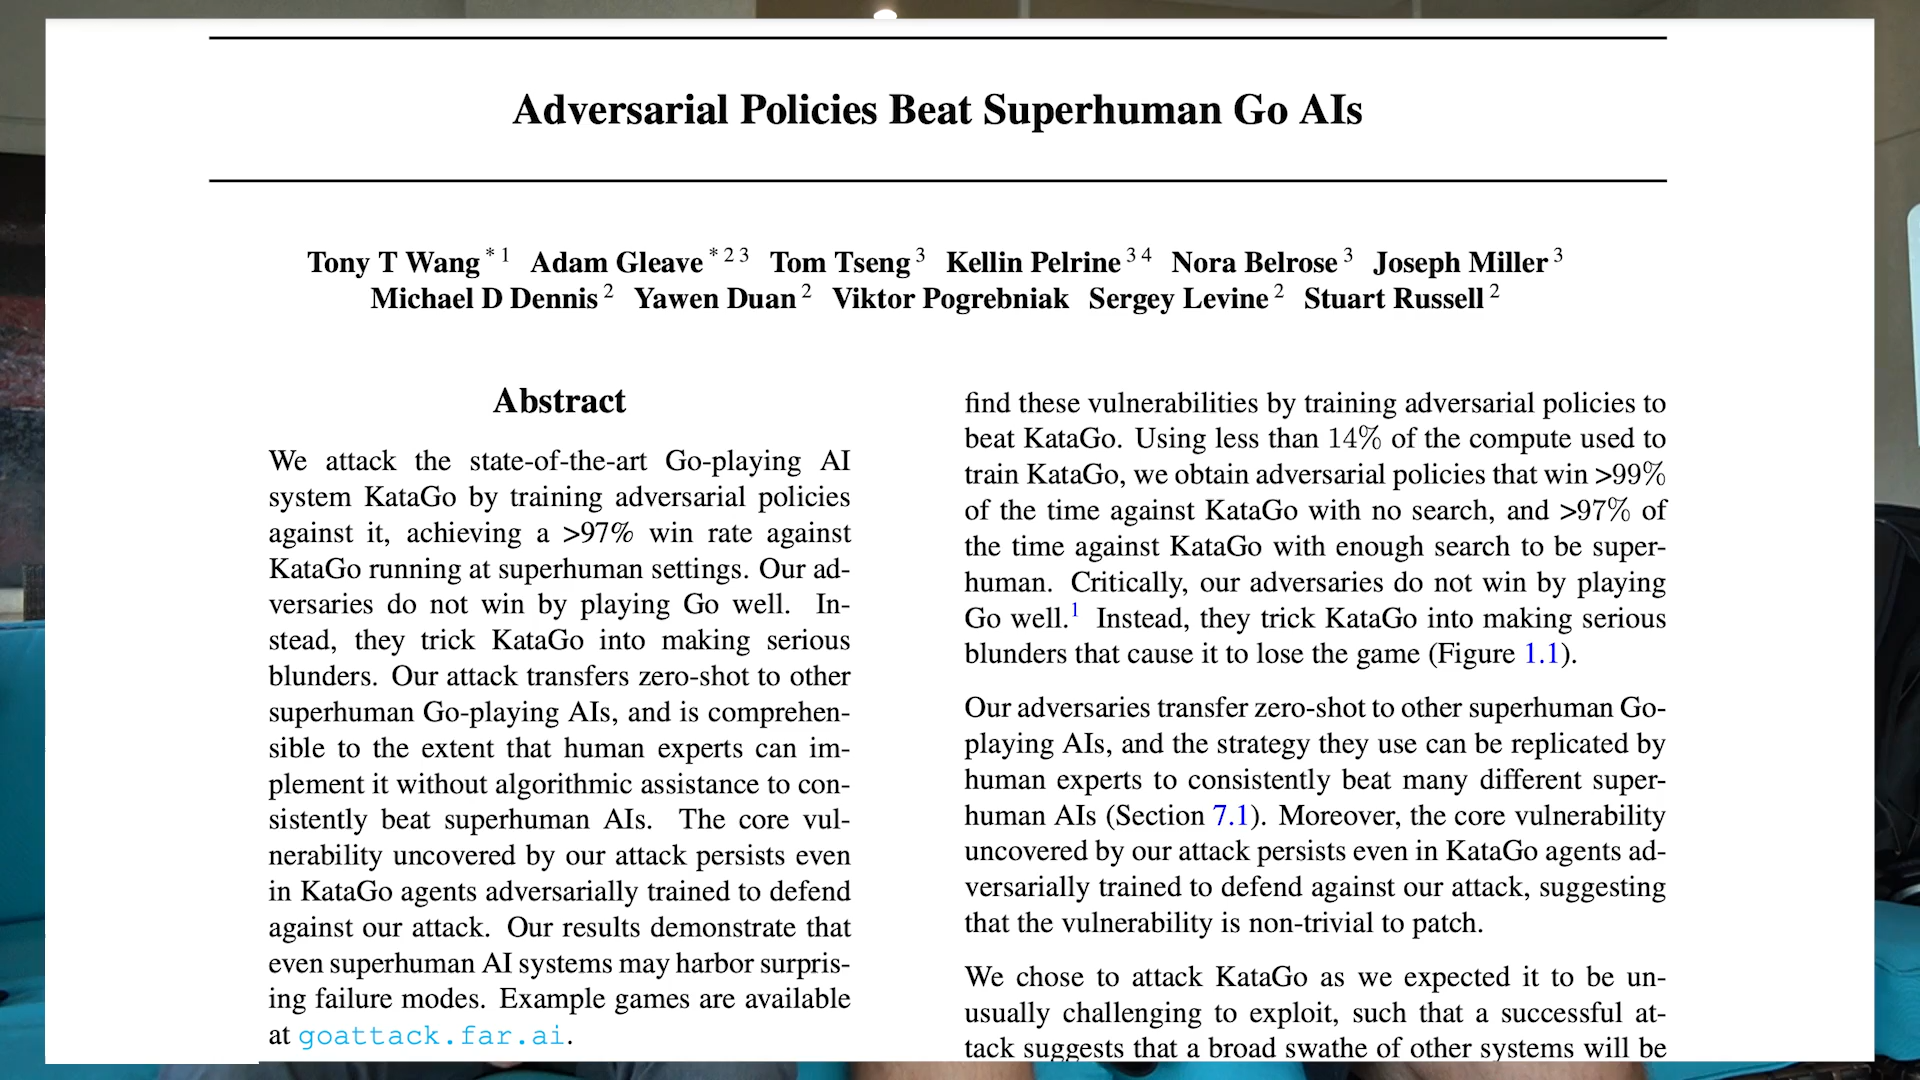 Adversarial Policies Beat Superhuman Go AIs
Tony T Wang * 1 Adam Gleave * 2 3 Tom Tseng 3 Kellin Pelrine 3 4 Nora Belrose 3 Joseph Miller 3
Michael D Dennis 2 Yawen Duan 2 Viktor Pogrebniak Sergey Levine 2 Stuart Russell 2
Abstract
We attack the state-of-the-art Go-playing AI
system KataGo by training adversarial policies
against it, achieving a >97% win rate against
KataGo running at superhuman settings. Our ad-
versaries do not win by playing Go well. In-
stead, they trick KataGo into making serious
blunders. Our attack transfers zero-shot to other
superhuman Go-playing AIs, and is comprehen-
sible to the extent that human experts can im-
plement it without algorithmic assistance to con-
sistently beat superhuman AIs. The core vul-
nerability uncovered by our attack persists even
in KataGo agents adversarially trained to defend
against our attack. Our results demonstrate that
even superhuman AI systems may harbor surpris-
ing failure modes. Example games are available
at goattack.far.ai.
find these vulnerabilities by training adversarial policies to
beat KataGo. Using less than 14% of the compute used to
train KataGo, we obtain adversarial policies that win >99%
of the time against KataGo with no search, and >97% of
the time against KataGo with enough search to be super-
human. Critically, our adversaries do not win by playing
Go well.1 Instead, they trick KataGo into making serious
blunders that cause it to lose the game (Figure 1.1).
Our adversaries transfer zero-shot to other superhuman Go-
playing AIs, and the strategy they use can be replicated by
human experts to consistently beat many different super-
human AIs (Section 7.1). Moreover, the core vulnerability
uncovered by our attack persists even in KataGo agents ad-
versarially trained to defend against our attack, suggesting
that the vulnerability is non-trivial to patch.
We chose to attack KataGo as we expected it to be un-
usually challenging to exploit, such that a successful at-
tack suggests that a broad swathe of other systems will be